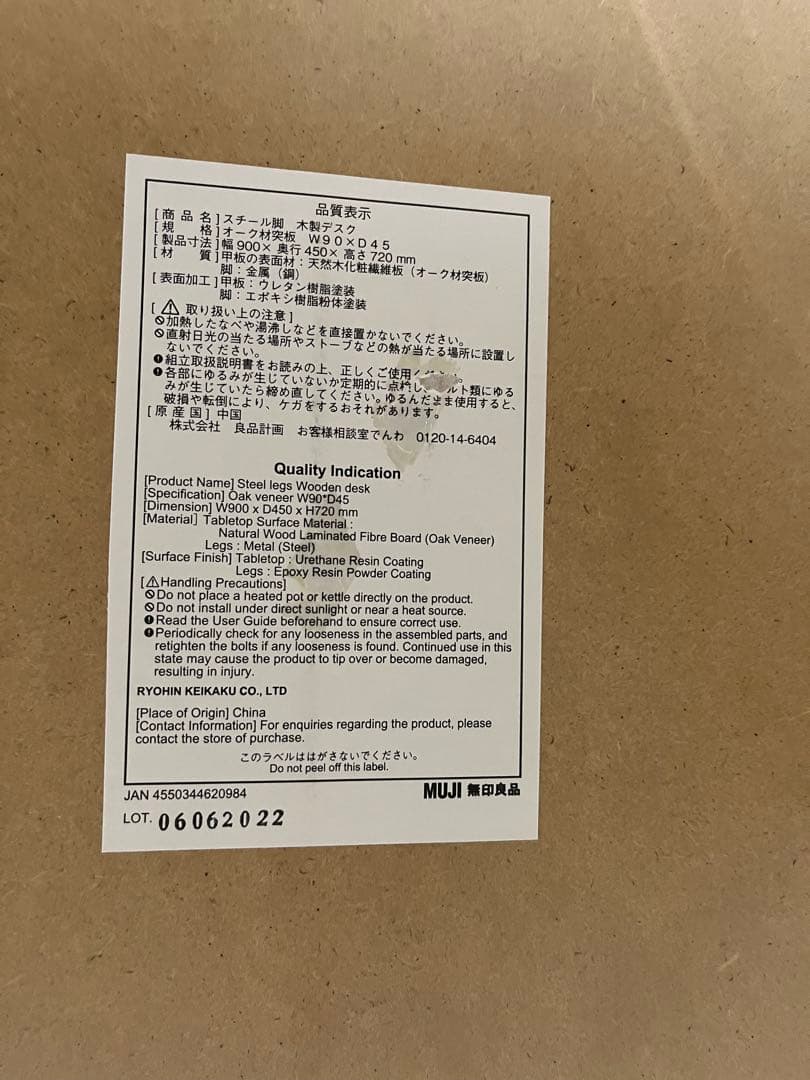 品質表示
[商品名]スチール脚 木製デスク
[規格]オーク材突板 W90×D45
[製品寸法]幅900×奥行450×高さ720mm
[材質]甲板の表面材：天然木化粧繊維板（オーク材突板）
脚：金属（鋼）
[表面加工]甲板：ウレタン樹脂塗装
脚：エポキシ樹脂粉体塗装
[⚠取り扱い上の注意]
🛇加熱したなべや湯沸しなどを直接置かないでください。
🛇直射日光の当たる場所やストーブなどの熱が当たる場所に設置し
ないでください。
❗組立取扱説明書をお読みの上、正しくご使用
❗各部にゆるみが生じていないか定期的に点検し ルト類にゆる
みが生じていたら締め直してください。ゆるんだまま使用すると、
破損や転倒により、ケガをするおそれがあります。
[原産国]中国
株式会社 良品計画 お客様相談室でんわ 0120-14-6404
Quality Indication
[Product Name] Steel legs Wooden desk
[Specification] Oak veneer W90*D45
[Dimension] W900 x D450 x H720 mm
[Material] Tabletop Surface Material :
Natural Wood Laminated Fibre Board (Oak Veneer)
Legs : Metal (Steel)
[Surface Finish] Tabletop : Urethane Resin Coating
Legs : Epoxy Resin Powder Coating
[⚠Handling Precautions]
🛇Do not place a heated pot or kettle directly on the product.
🛇Do not install under direct sunlight or near a heat source.
❗Read the User Guide beforehand to ensure correct use.
❗Periodically check for any looseness in the assembled parts, and
retighten the bolts if any looseness is found. Continued use in this
state may cause the product to tip over or become damaged,
resulting in injury.
RYOHIN KEIKAKU CO., LTD
[Place of Origin] China
[Contact Information] For enquiries regarding the product, please
contact the store of purchase.
このラベルははがさないでください。
Do not peel off this label.
JAN 4550344620984
MUJI 無印良品
LOT. 06062022